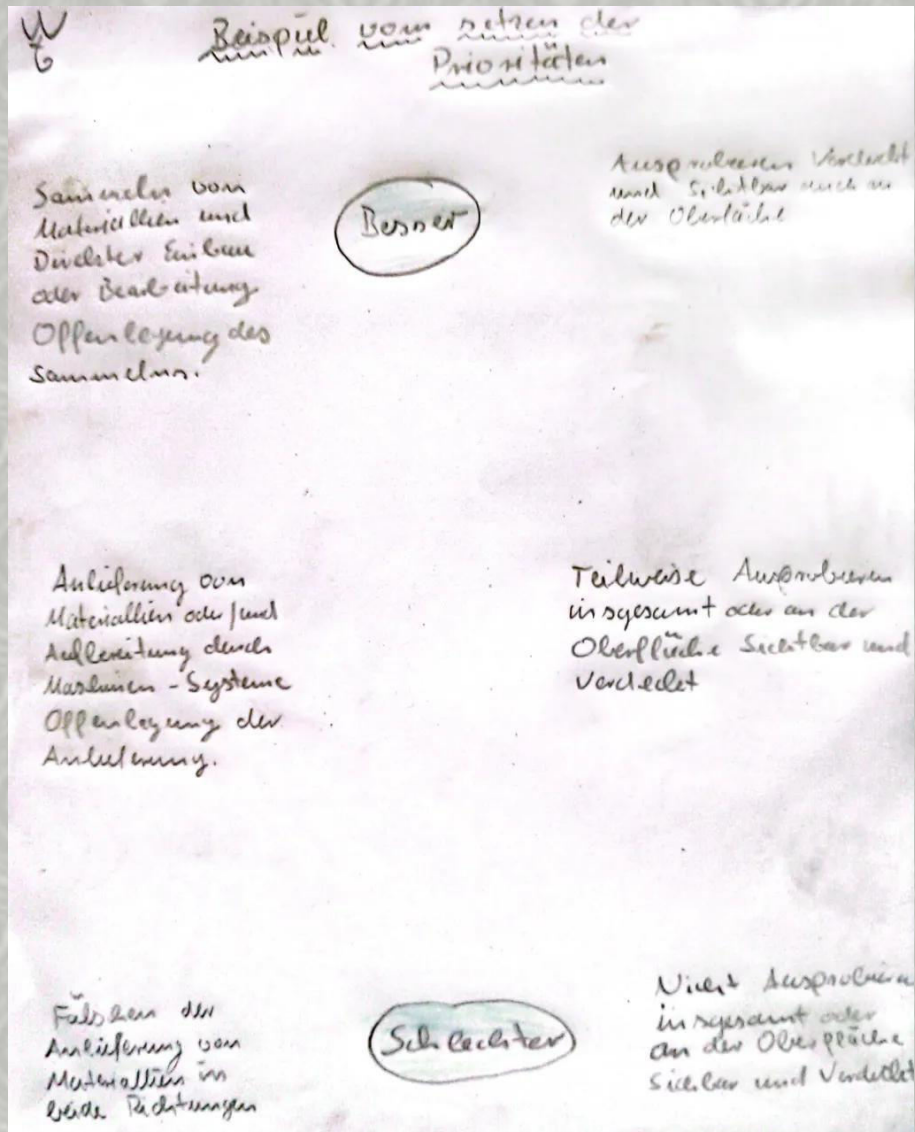 Beispiel vom setzen der
Prioritäten
Sammeln von
Materiallien und
Direkter Einbau
oder Bearbeitung
Offenlegung des
Sammelns.
Besser
Ausprobieren Verdeckt
und Sichtbar auch an
der Oberfläche
Anlieferung von
Materiallien oder/und
Aufbereitung durch
Maschinen-Systeme
Offenlegung der
Anlieferung.
Teilweise Ausprobieren
insgesamt oder an der
Oberfläche Sichtbar und
Verdeckt
Fälschen der
Anlieferung von
Materiallien in
beide Richtungen
Schlechter
Nicht Ausprobieren
insgesamt oder
an der Oberfläche
Sichbar und Verdeckt